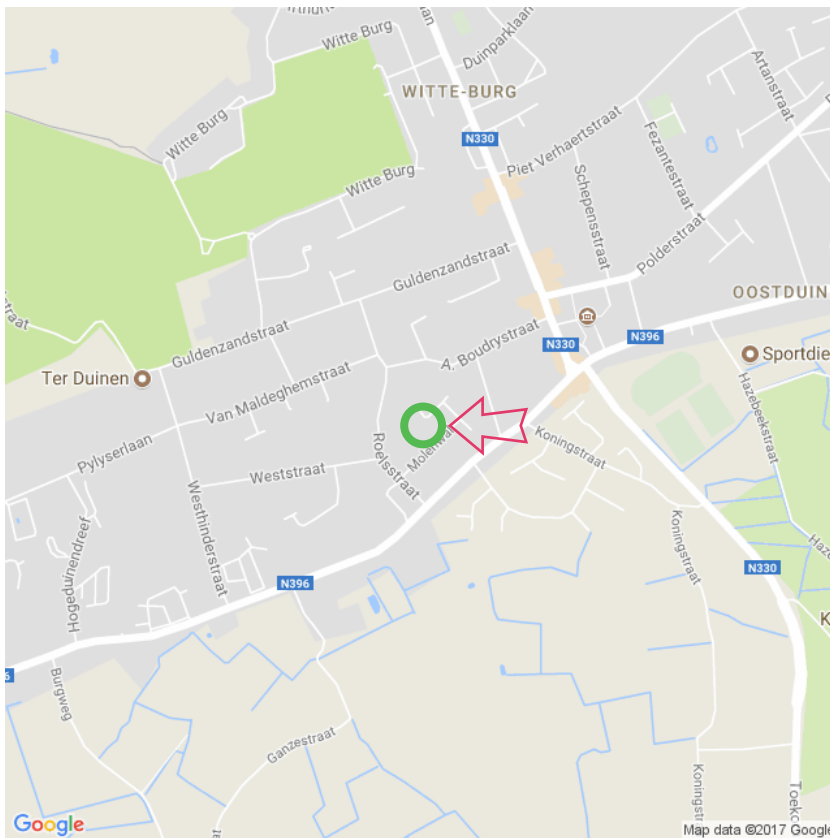 Witte Burg
Duinparklaan
Artanstraat
WITTE-BURG
Witte Burg
N330
Piet Verhaertstraat
Fezantestraat
Schepensstraat
Witte Burg
Polderstraat
Guldenzandstraat
OOSTDUIN
N396
N330
A. Boudrystraat
Guldenzandstraat
Sportdie
Ter Duinen
Van Maldeghemstraat
Hazebeekstraat
Pylyserlaan
Roelsstraat
Koningstraat
Weststraat
Westhinderstraat
Koningstraat
Hogeduinendreef
N396
N330
Burgweg
Ganzestraat
Koningstraat
Google
Map data ©2017 Google